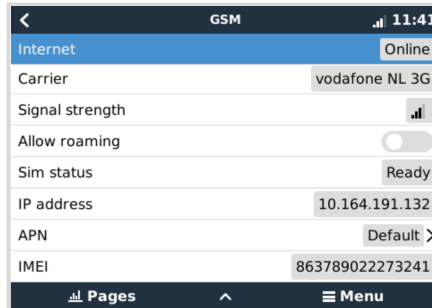 GSM 11:41
Internet Online
Carrier vodafone NL 3G
Signal strength
Allow roaming
Sim status Ready
IP address 10.164.191.132
APN Default
IMEI 863789022273241
Pages Menu